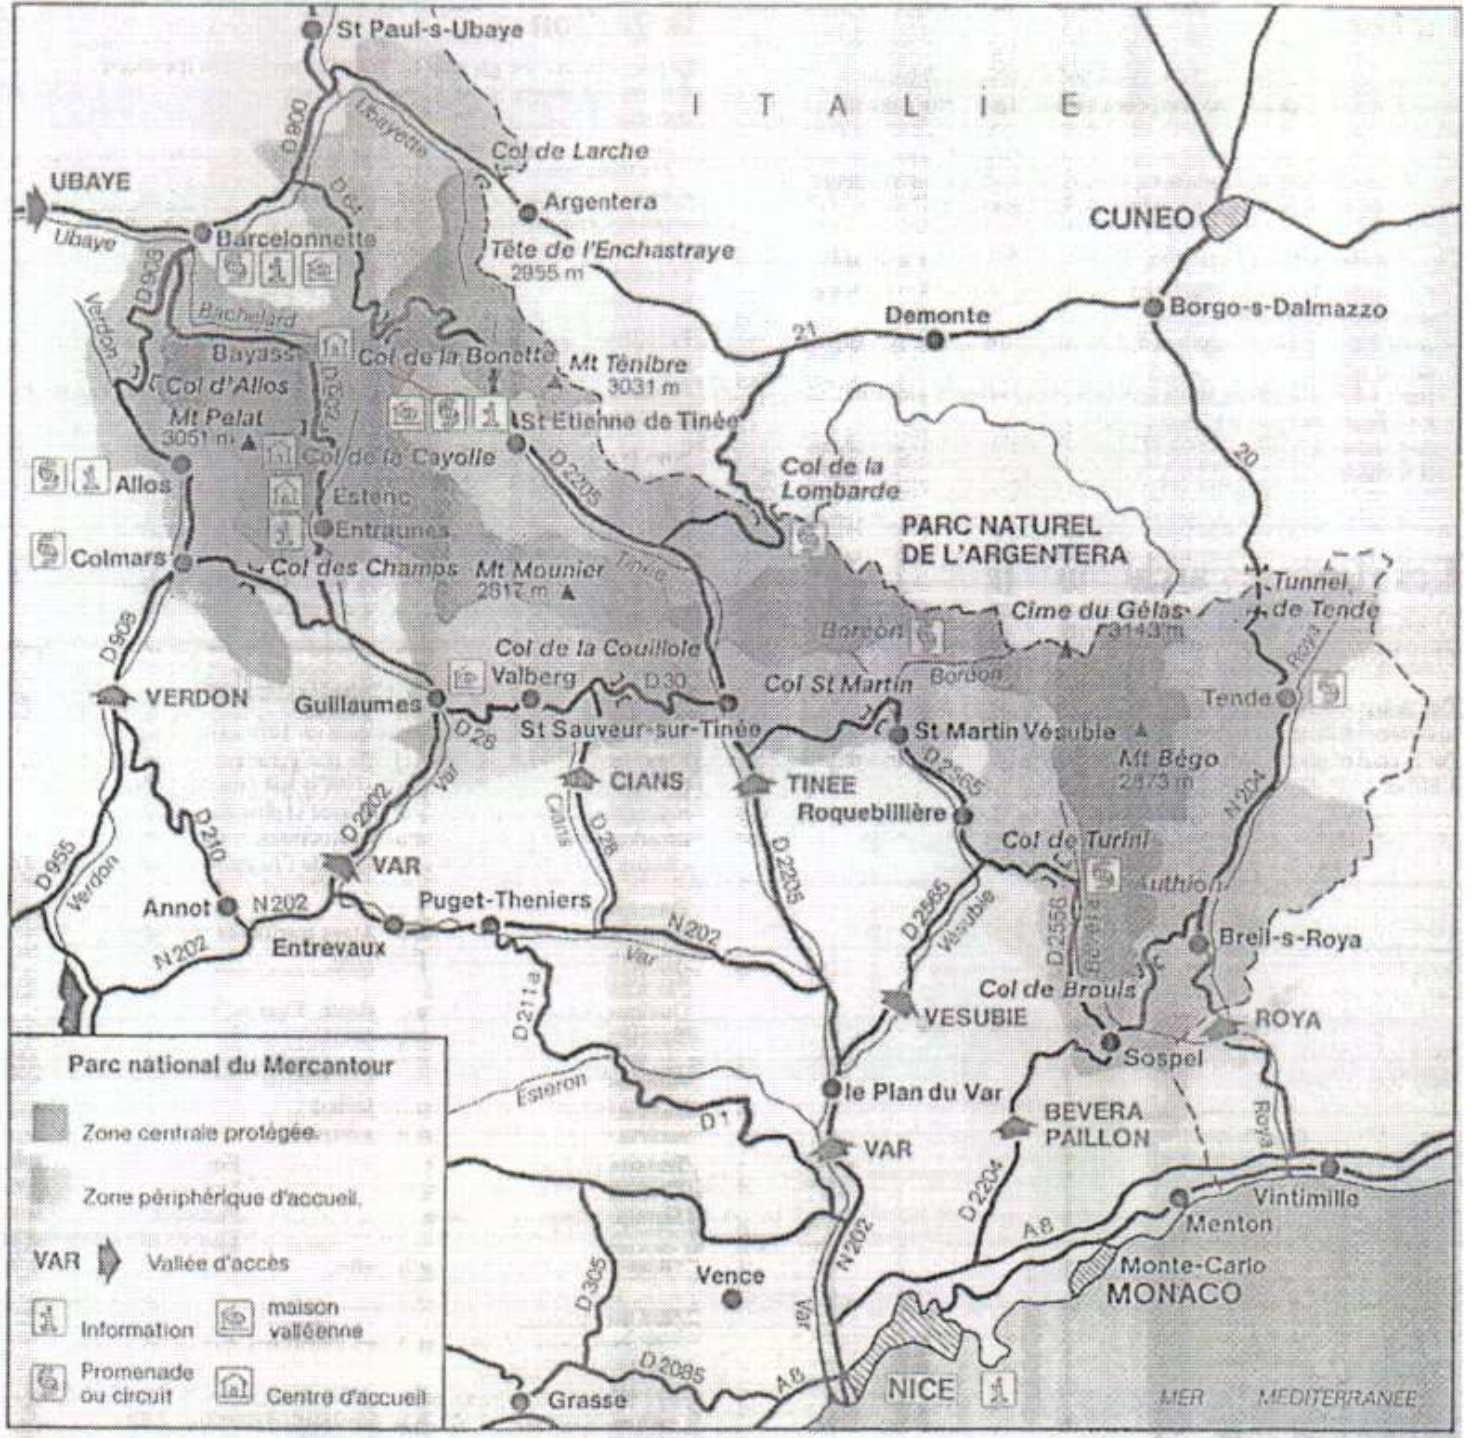 St Paul-s-Ubaye
ITALIE
D 900
Ubayette
Col de Larche
UBAYE
Ubaye
D 64
Argentera
CUNEO
Barcelonnette
Tête de l'Enchastraye
2955 m
D 908
Verdon
Bachelard
21
Demonte
Borgo-s-Dalmazzo
Bayasse
Col de la Bonette
Mt Ténibre
3031 m
Col d'Allos
Mt Pelat
3051 m
D 2202
St Etienne de Tinée
Col de la Cayolle
D 2205
Col de la
Lombarde
20
Allos
Estenc
Entraunes
PARC NATUREL
DE L'ARGENTERA
Colmars
Col des Champs
Mt Mounier
2817 m
Tinée
Tunnel
de Tende
Cime du Gélas
3143 m
D 908
Boréon
Col de la Couillole
Roya
VERDON
Guillaumes
Valberg
D 30
Col St Martin
Boréon
Tende
D 28
St Sauveur-sur-Tinée
St Martin Vésubie
Mt Bégo
2873 m
Var
CIANS
TINEE
D 2565
D 2202
D 210
Cians
D 28
Roquebillière
N 204
D 955
Verdon
VAR
D 2205
Col de Turini
Authion
Annot
N 202
Puget-Theniers
D 2565
Vésubie
D 2556
Bévéra
N 202
Entrevaux
Var
N 202
Breil-s-Roya
D 211a
Col de Brouis
VESUBIE
ROYA
Sospel
Esteron
le Plan du Var
D 1
BEVERA
PAILLON
Roya
VAR
D 2204
Vintimille
Menton
A 8
N 202
Monte-Carlo
MONACO
Vence
D 305
Var
D 2085
A 8
NICE
Grasse
MER MEDITERRANEE
Parc national du Mercantour
Zone centrale protégée.
Zone périphérique d'accueil.
VAR
Vallée d'accès
Information
maison
valléenne
Promenade
ou circuit
Centre d'accueil